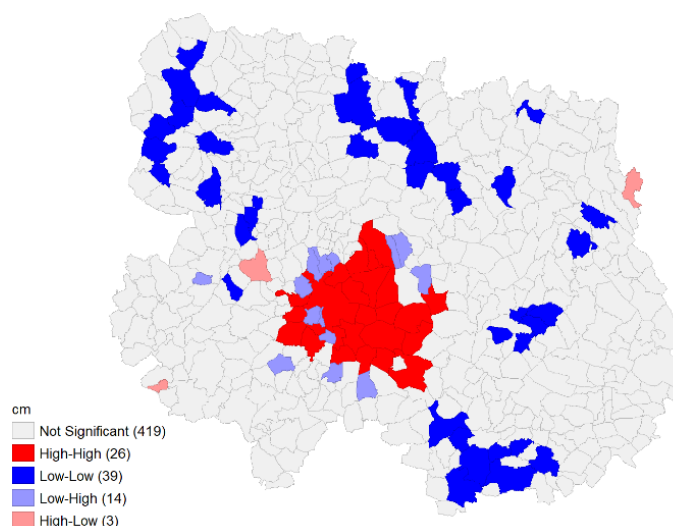 cm
Not Significant (419)
High-High (26)
Low-Low (39)
Low-High (14)
High-Low (3)